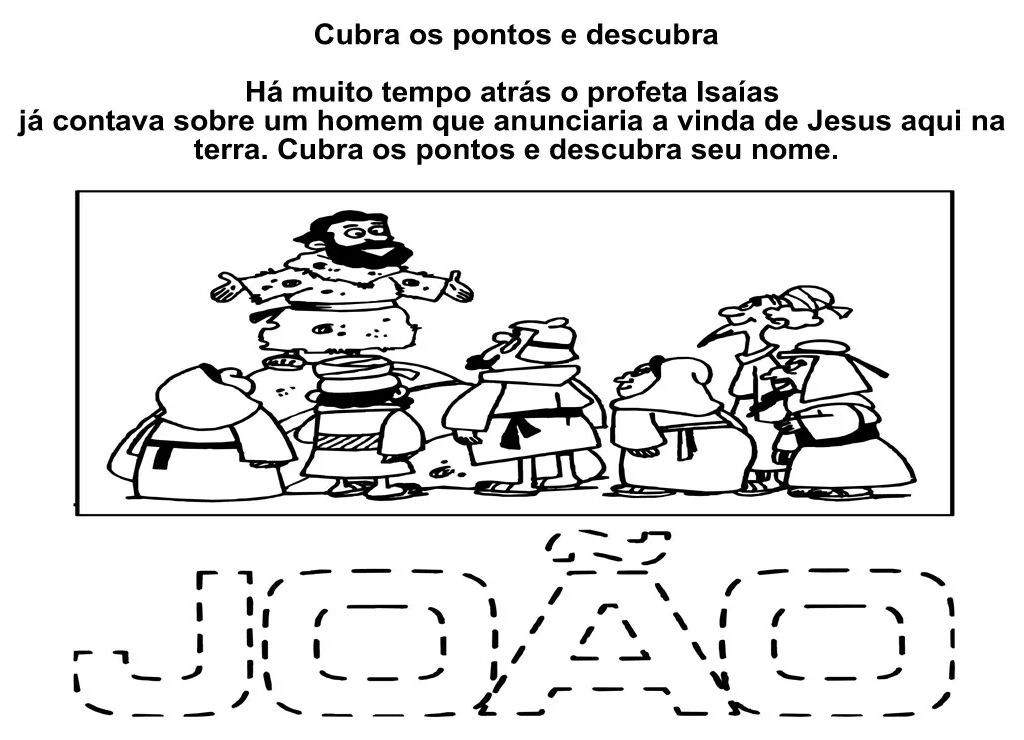 Cubra os pontos e descubra
Há muito tempo atrás o profeta Isaías
já contava sobre um homem que anunciaria a vinda de Jesus aqui na
terra. Cubra os pontos e descubra seu nome.
JOÃO